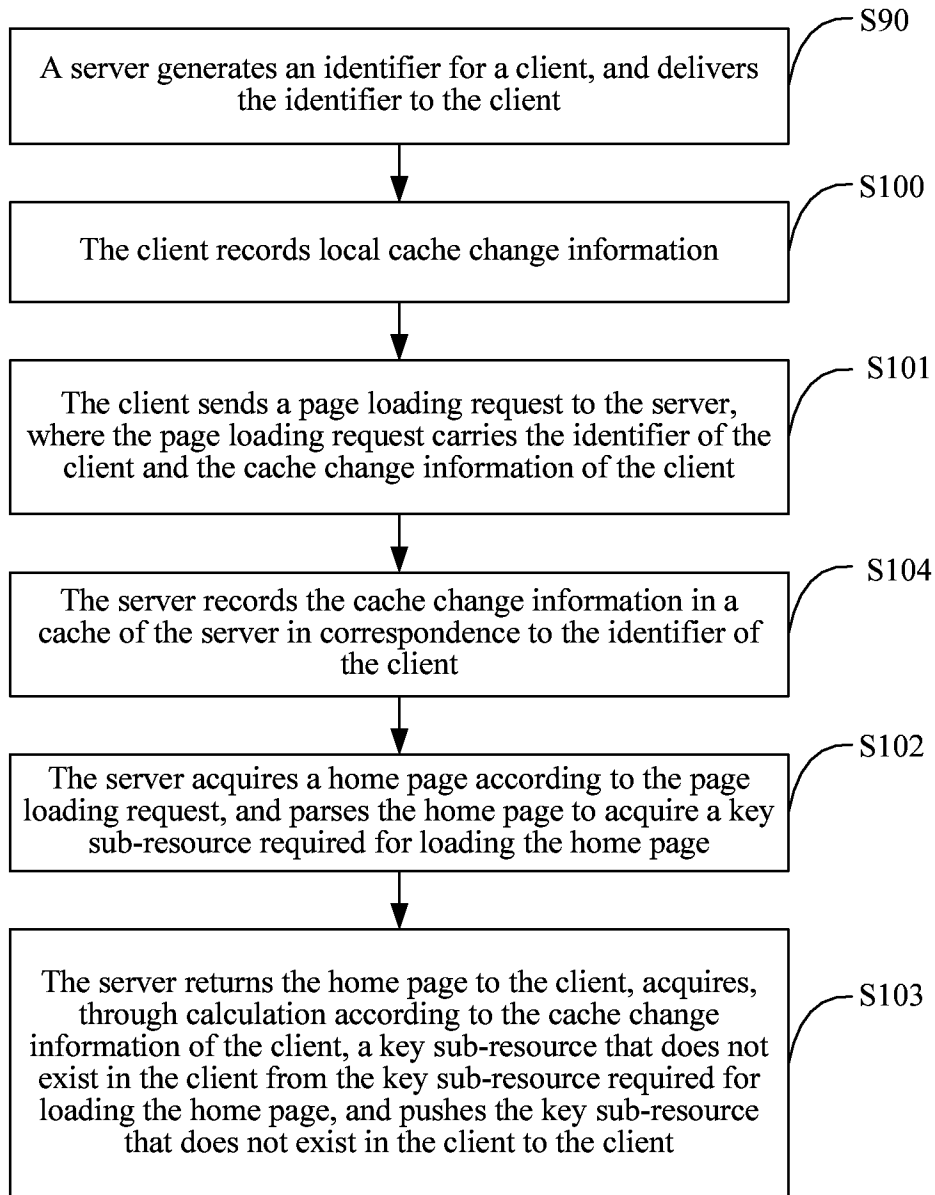 S90
A server generates an identifier for a client, and delivers
the identifier to the client
S100
The client records local cache change information
S101
The client sends a page loading request to the server,
where the page loading request carries the identifier of the
client and the cache change information of the client
S104
The server records the cache change information in a
cache of the server in correspondence to the identifier of
the client
S102
The server acquires a home page according to the page
loading request, and parses the home page to acquire a key
sub-resource required for loading the home page
S103
The server returns the home page to the client, acquires,
through calculation according to the cache change
information of the client, a key sub-resource that does not
exist in the client from the key sub-resource required for
loading the home page, and pushes the key sub-resource
that does not exist in the client to the client